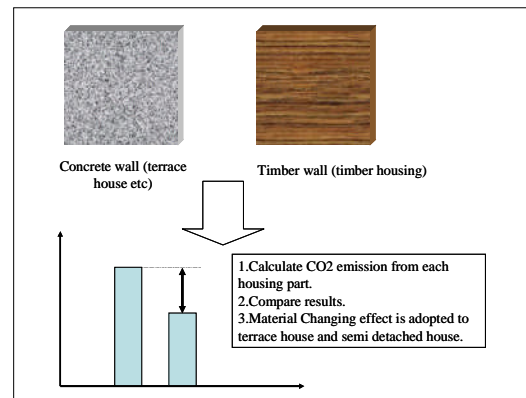 Concrete wall (terrace
house etc)
Timber wall (timber housing)
1.Calculate CO2 emission from each
housing part.
2.Compare results.
3.Material Changing effect is adopted to
terrace house and semi detached house.